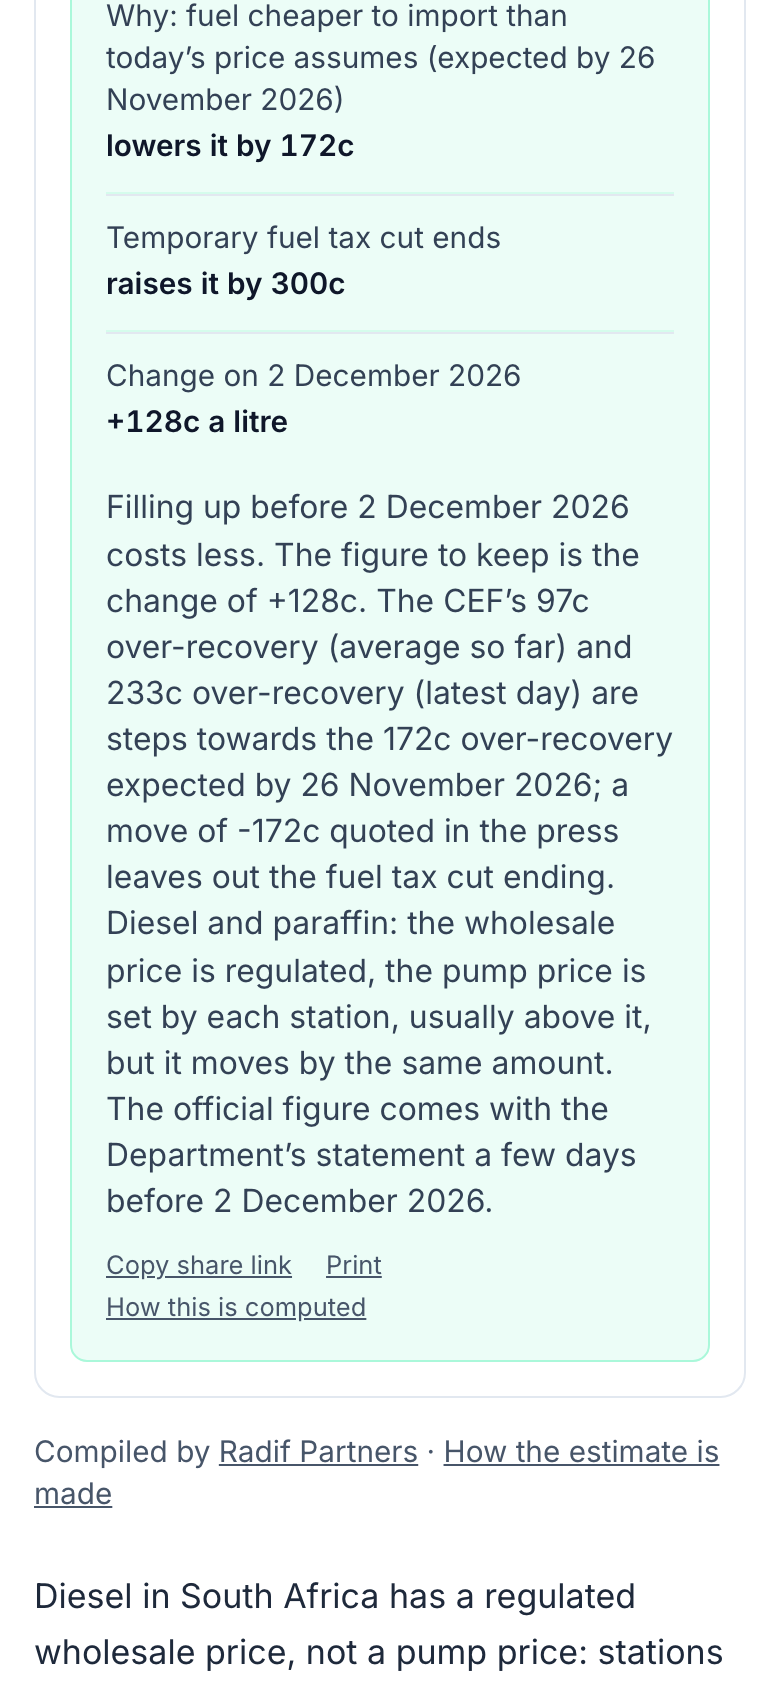 Why: fuel cheaper to import than
today’s price assumes (expected by 26
November 2026)
lowers it by 172c
Temporary fuel tax cut ends
raises it by 300c
Change on 2 December 2026
+128c a litre
Filling up before 2 December 2026
costs less. The figure to keep is the
change of +128c. The CEF’s 97c
over-recovery (average so far) and
233c over-recovery (latest day) are
steps towards the 172c over-recovery
expected by 26 November 2026; a
move of -172c quoted in the press
leaves out the fuel tax cut ending.
Diesel and paraffin: the wholesale
price is regulated, the pump price is
set by each station, usually above it,
but it moves by the same amount.
The official figure comes with the
Department’s statement a few days
before 2 December 2026.
Copy share link Print
How this is computed
Compiled by Radif Partners · How the estimate is
made
Diesel in South Africa has a regulated
wholesale price, not a pump price: stations